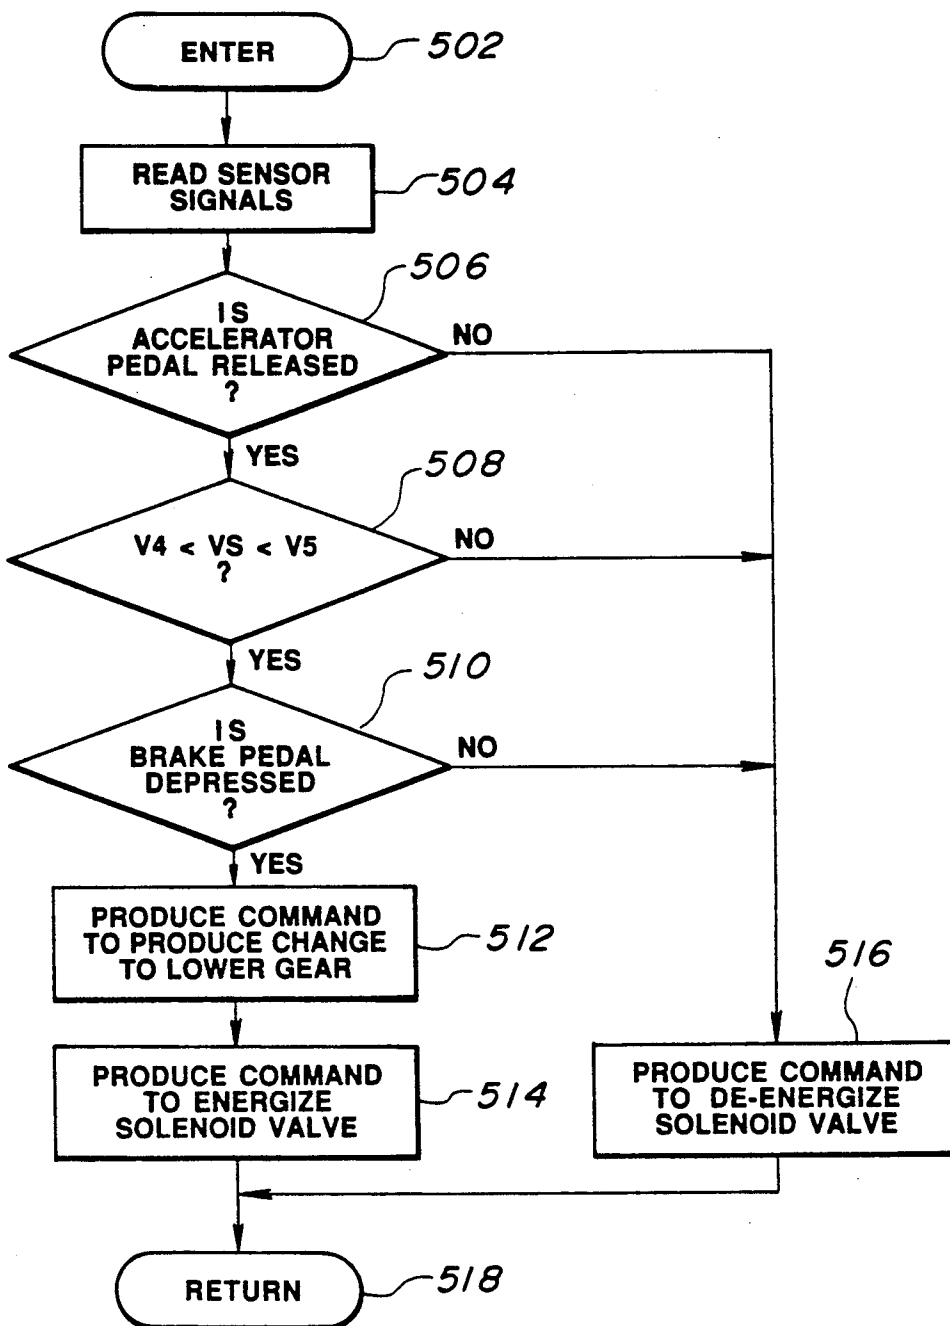 ENTER
502
READ SENSOR
SIGNALS
504
506
IS
ACCELERATOR
PEDAL RELEASED
?
NO
YES
508
V4 < VS < V5
?
NO
YES
510
IS
BRAKE PEDAL
DEPRESSED
?
NO
YES
PRODUCE COMMAND
TO PRODUCE CHANGE
TO LOWER GEAR
512
516
PRODUCE COMMAND
TO ENERGIZE
SOLENOID VALVE
514
PRODUCE COMMAND
TO DE-ENERGIZE
SOLENOID VALVE
RETURN
518